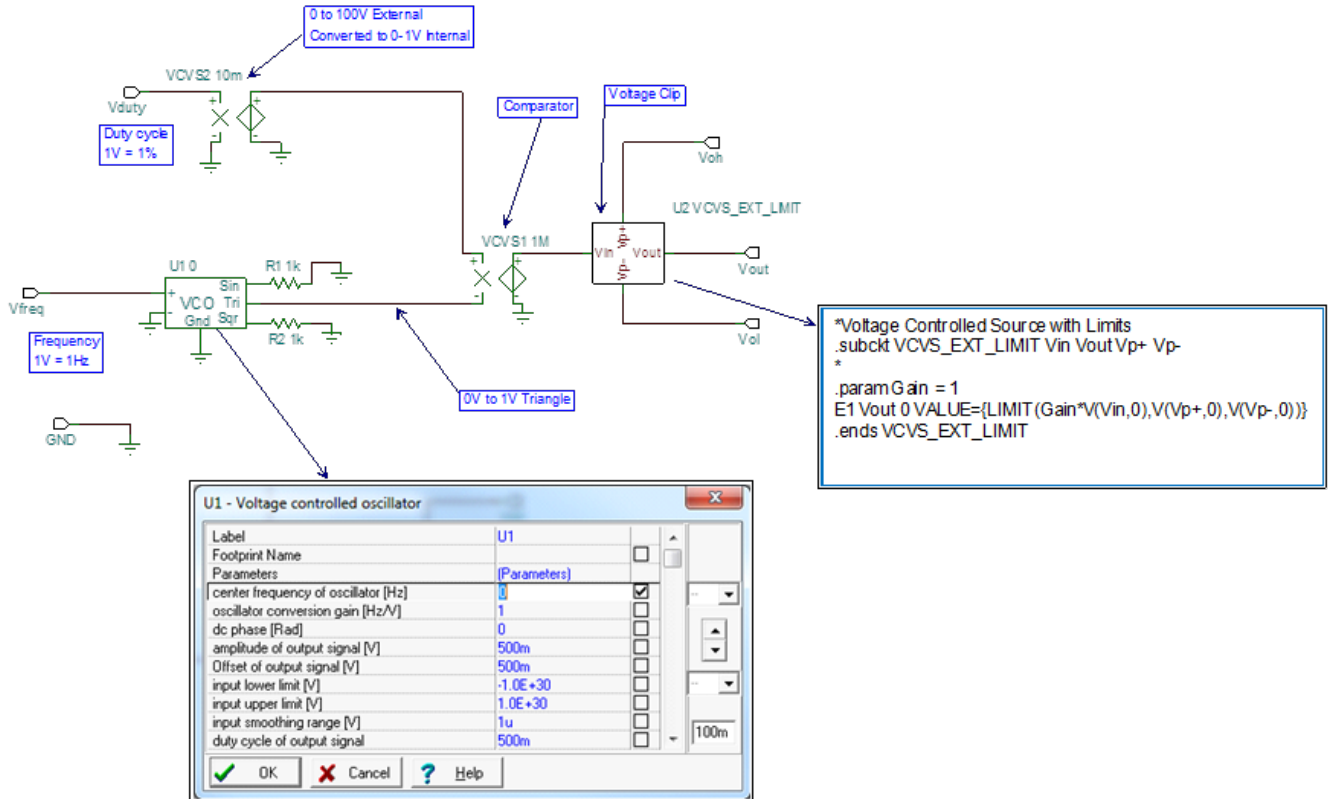 0 to 100V External
Converted to 0-1V Internal
VCVS2 10m
Vduty
Duty cycle
1V = 1%
Comparator
Voltage Clip
Voh
U2 VCVS_EXT_LIMIT
VCVS1 1M
Vin Vout
Vp+
Vp-
Vout
Vol
U1 0
R1 1k
Sin
VCO Tri
Gnd Sqr
R2 1k
Vfreq
Frequency
1V = 1Hz
0V to 1V Triangle
GND
*Voltage Controlled Source with Limits
.subckt VCVS_EXT_LIMIT Vin Vout Vp+ Vp-
*
.param Gain = 1
E1 Vout 0 VALUE={LIMIT(Gain*V(Vin,0),V(Vp+,0),V(Vp-,0))}
.ends VCVS_EXT_LIMIT
U1 - Voltage controlled oscillator
Label U1
Footprint Name
Parameters (Parameters)
center frequency of oscillator [Hz] 0
oscillator conversion gain [Hz/V] 1
dc phase [Rad] 0
amplitude of output signal [V] 500m
Offset of output signal [V] 500m
input lower limit [V] -1.0E+30
input upper limit [V] 1.0E+30
input smoothing range [V] 1u
duty cycle of output signal 500m
100m
OK Cancel Help